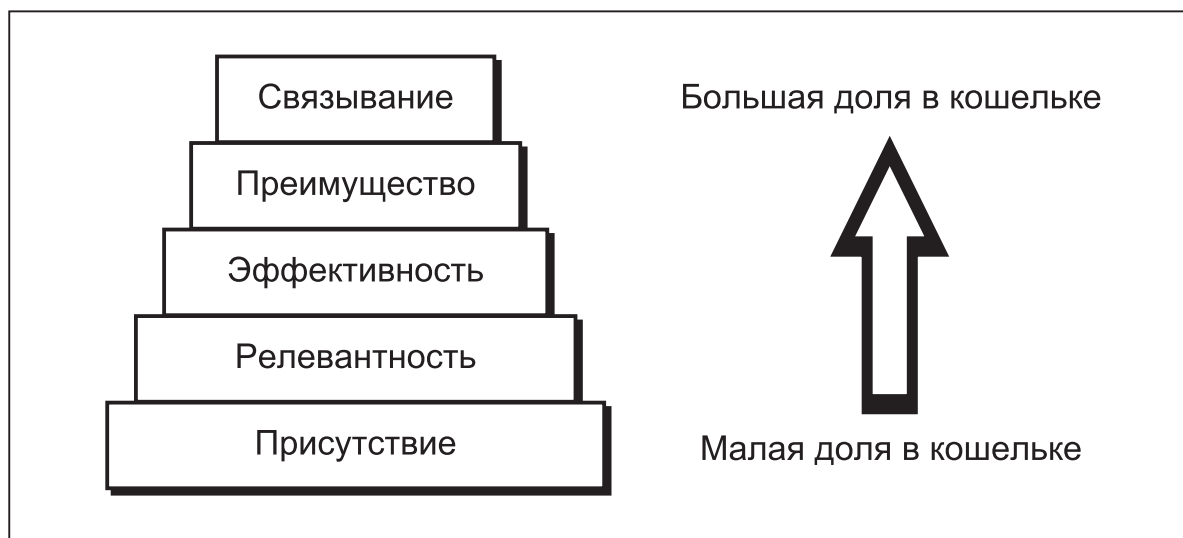 Связывание
Преимущество
Эффективность
Релевантность
Присутствие
Большая доля в кошельке
Малая доля в кошельке